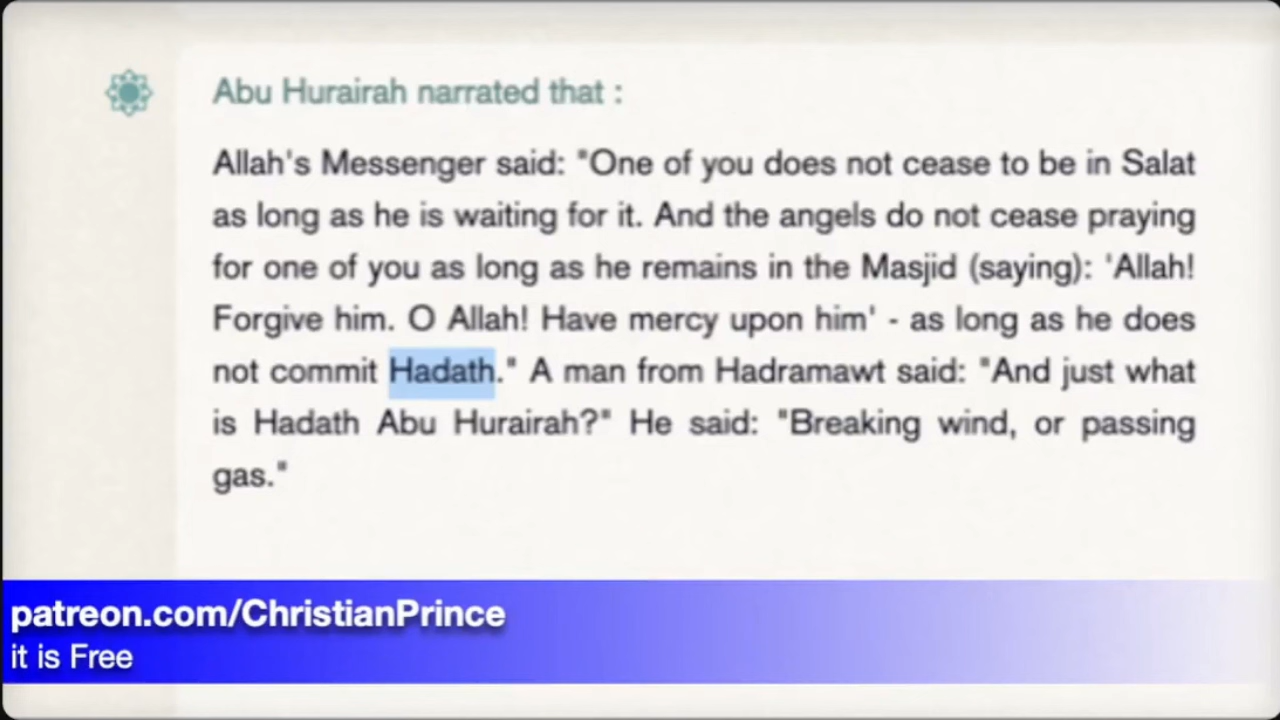 Abu Hurairah narrated that :
Allah's Messenger said: "One of you does not cease to be in Salat
as long as he is waiting for it. And the angels do not cease praying
for one of you as long as he remains in the Masjid (saying): 'Allah!
Forgive him. O Allah! Have mercy upon him' - as long as he does
not commit Hadath." A man from Hadramawt said: "And just what
is Hadath Abu Hurairah?" He said: "Breaking wind, or passing
gas."
patreon.com/ChristianPrince
it is Free